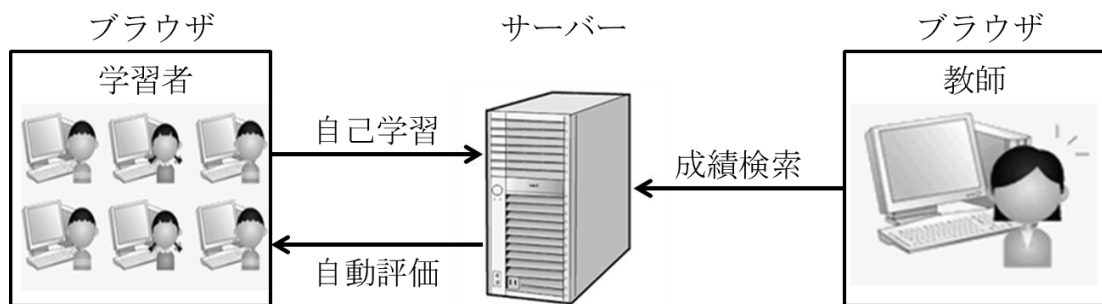 ブラウザ
サーバー
ブラウザ
学習者
教師
自己学習
成績検索
自動評価